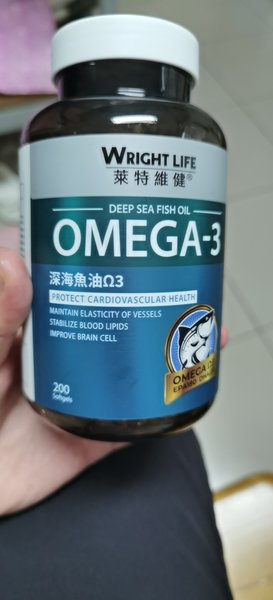 WRIGHT LIFE
萊特維健®
DEEP SEA FISH OIL
OMEGA-3
深海魚油Ω3
PROTECT CARDIOVASCULAR HEALTH
MAINTAIN ELASTICITY OF VESSELS
STABILIZE BLOOD LIPIDS
IMPROVE BRAIN CELL
200
Softgels
OMEGA